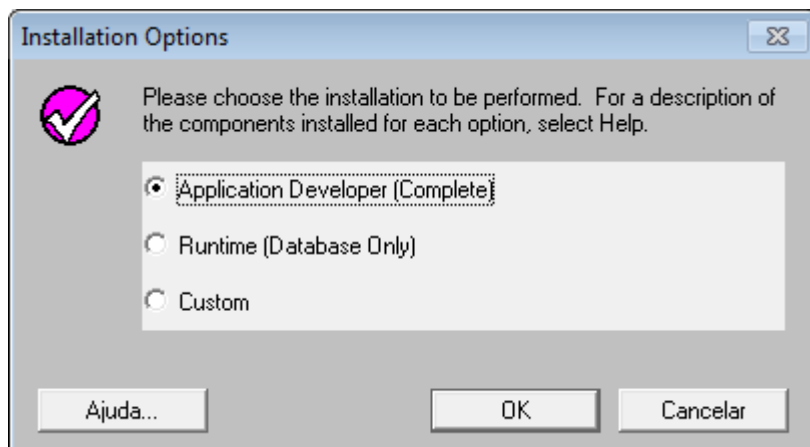 Installation Options
Please choose the installation to be performed. For a description of
the components installed for each option, select Help.
Application Developer (Complete)
Runtime (Database Only)
Custom
Ajuda...
OK
Cancelar